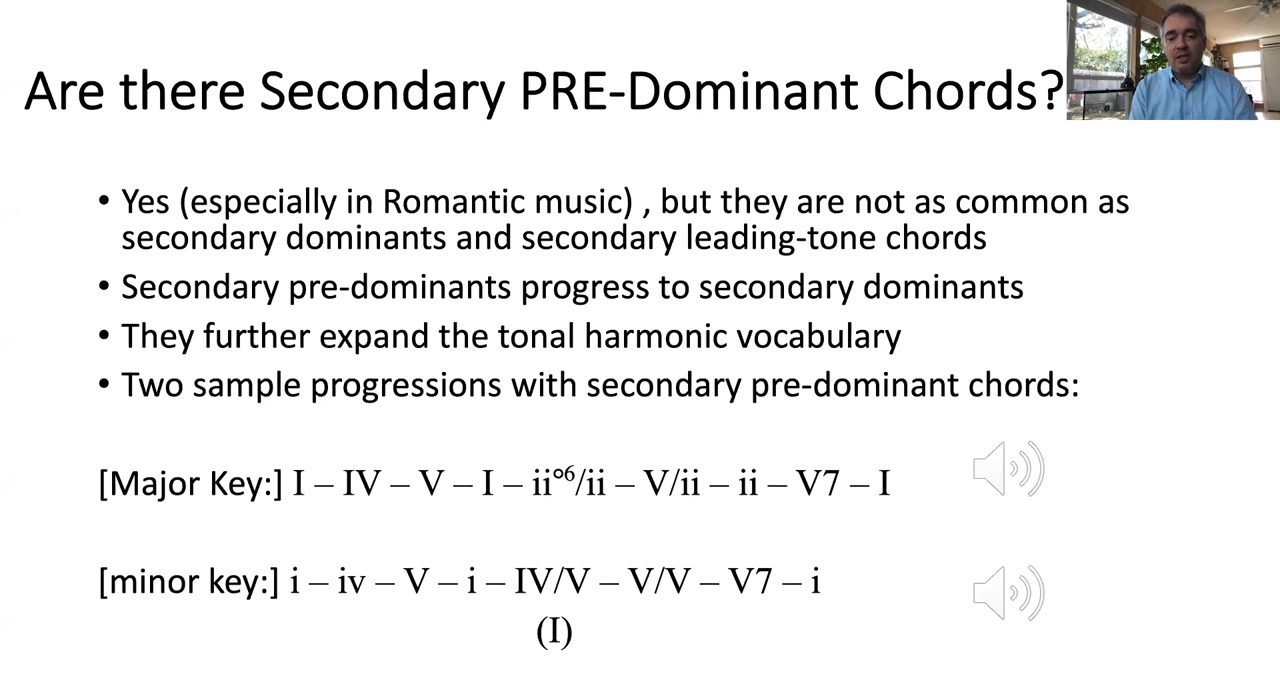 Are there Secondary PRE-Dominant Chords?
• Yes (especially in Romantic music) , but they are not as common as
secondary dominants and secondary leading-tone chords
• Secondary pre-dominants progress to secondary dominants
• They further expand the tonal harmonic vocabulary
• Two sample progressions with secondary pre-dominant chords:
[Major Key:] I – IV – V – I – ii°⁶/ii – V/ii – ii – V7 – I
[minor key:] i – iv – V – i – IV/V – V/V – V7 – i
(I)